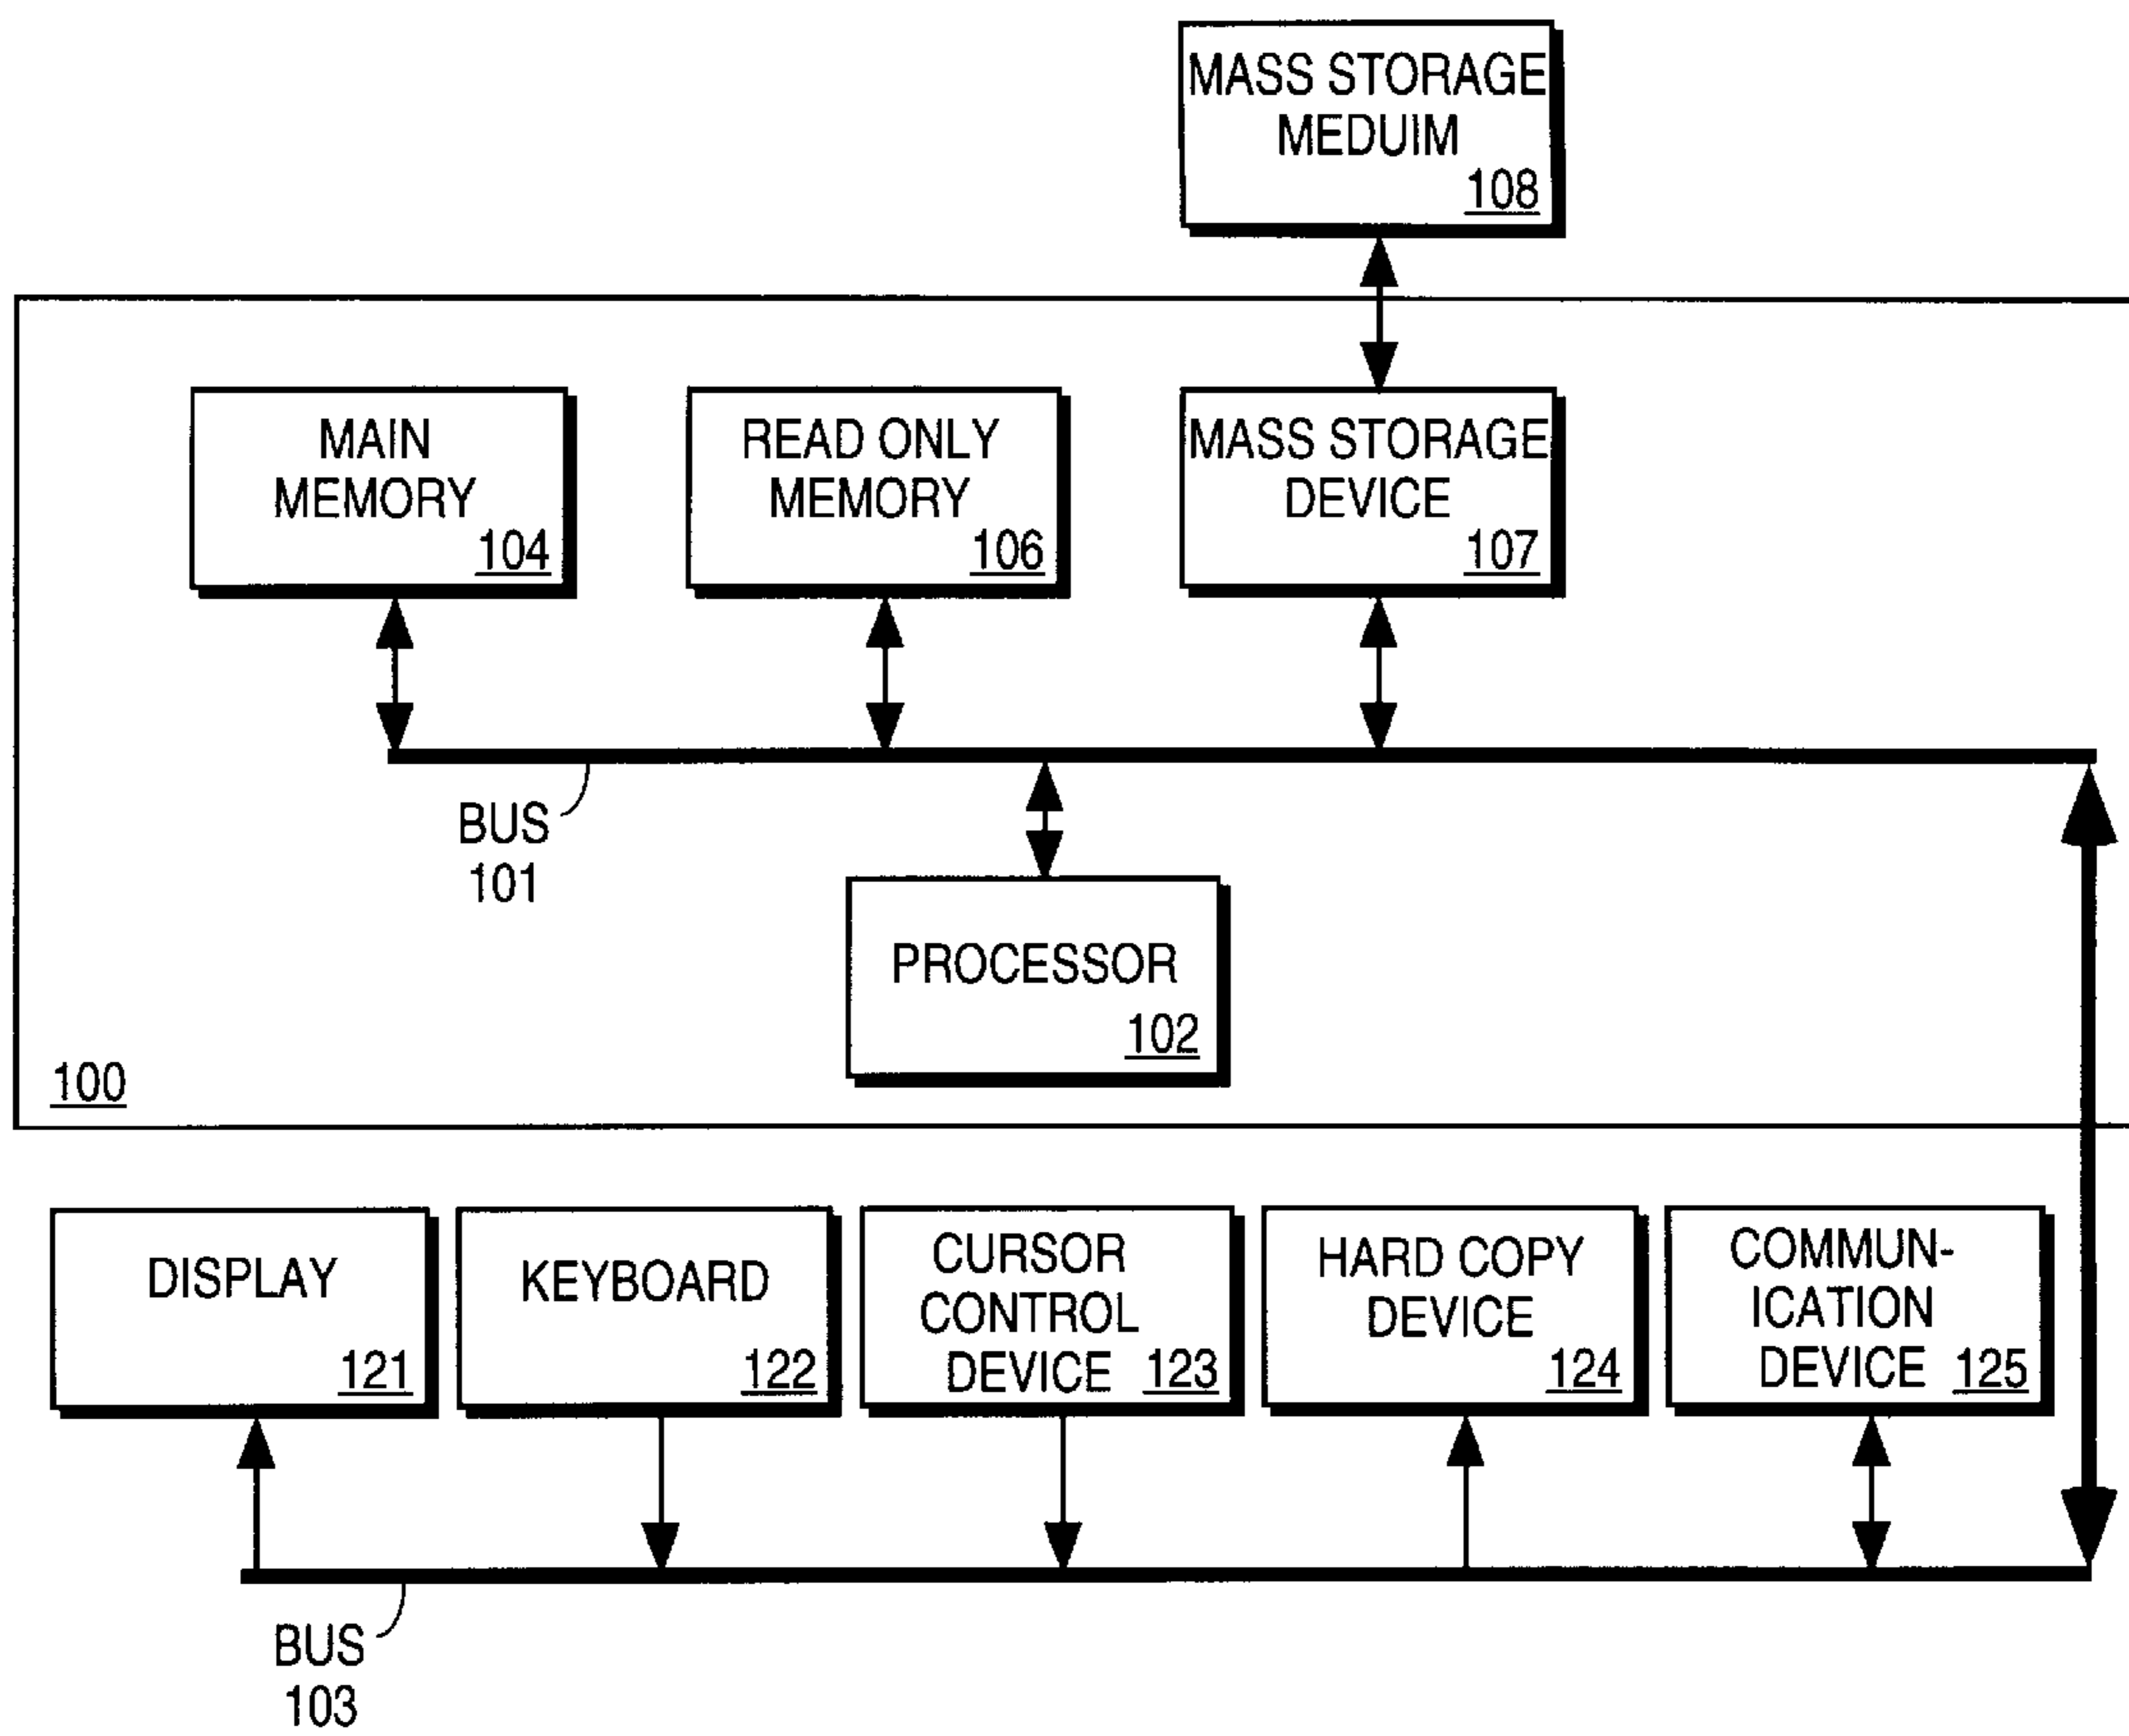 MASS STORAGE
MEDUIM
108
MAIN
MEMORY
104
READ ONLY
MEMORY
106
MASS STORAGE
DEVICE
107
BUS
101
PROCESSOR
102
100
DISPLAY
121
KEYBOARD
122
CURSOR
CONTROL
DEVICE 123
HARD COPY
DEVICE
124
COMMUN-
ICATION
DEVICE 125
BUS
103